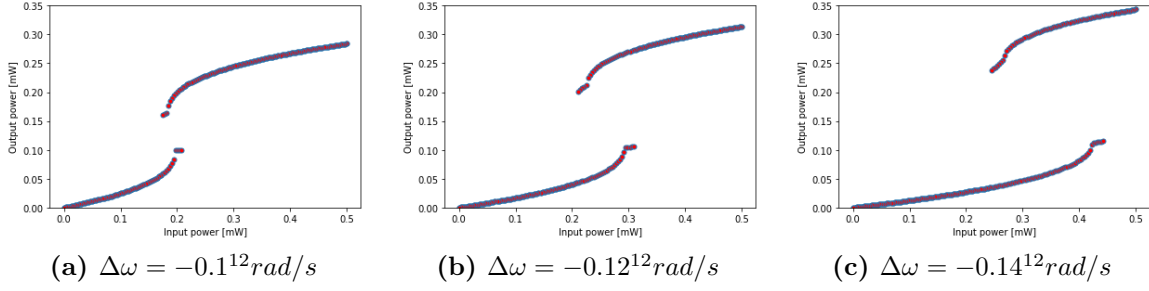 0.35
0.30
0.25
0.20
0.15
0.10
0.05
0.00
Output power [mW]
0.0 0.1 0.2 0.3 0.4 0.5
Input power [mW]
(a) Δω = −0.1¹²rad/s
0.35
0.30
0.25
0.20
0.15
0.10
0.05
0.00
Output power [mW]
0.0 0.1 0.2 0.3 0.4 0.5
Input power [mW]
(b) Δω = −0.12¹²rad/s
0.35
0.30
0.25
0.20
0.15
0.10
0.05
0.00
Output power [mW]
0.0 0.1 0.2 0.3 0.4 0.5
Input power [mW]
(c) Δω = −0.14¹²rad/s